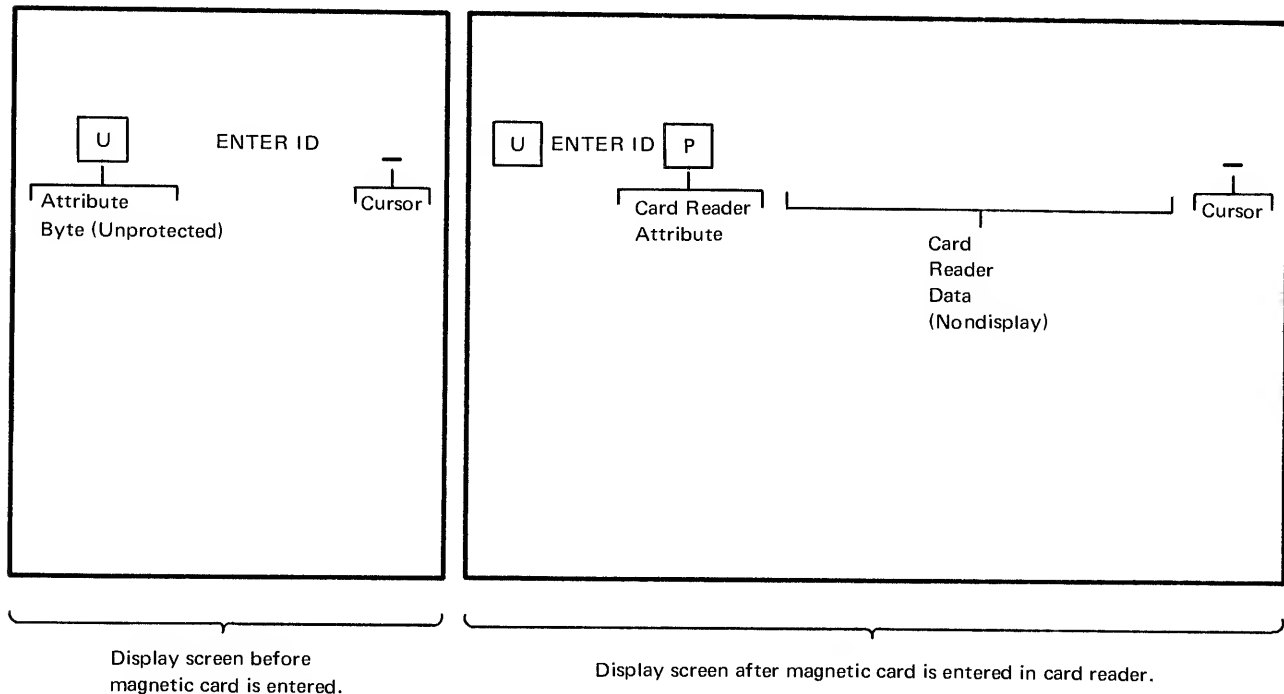 U ENTER ID
Attribute
Byte (Unprotected)
Cursor
U ENTER ID P
Card Reader
Attribute
Card
Reader
Data
(Nondisplay)
Cursor
Display screen before
magnetic card is entered.
Display screen after magnetic card is entered in card reader.